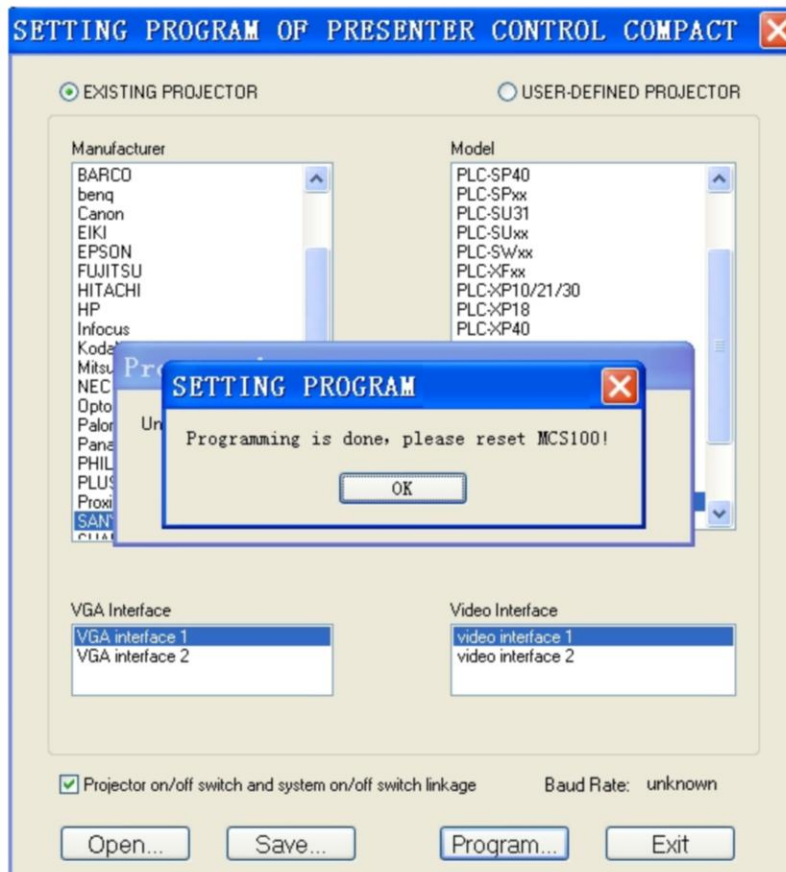 SETTING PROGRAM OF PRESENTER CONTROL COMPACT
EXISTING PROJECTOR
USER-DEFINED PROJECTOR
Manufacturer
BARCO
benq
Canon
EIKI
EPSON
FUJITSU
HITACHI
HP
Infocus
Model
PLC-SP40
PLC-SPxx
PLC-SU31
PLC-SUxx
PLC-SWxx
PLC-XFxx
PLC-XP10/21/30
PLC-XP18
PLC-XP40
NEC
SETTING PROGRAM
Programming is done, please reset MCS100!
OK
VGA Interface
VGA interface 1
VGA interface 2
Video Interface
video interface 1
video interface 2
Projector on/off switch and system on/off switch linkage
Baud Rate: unknown
Open...
Save...
Program...
Exit